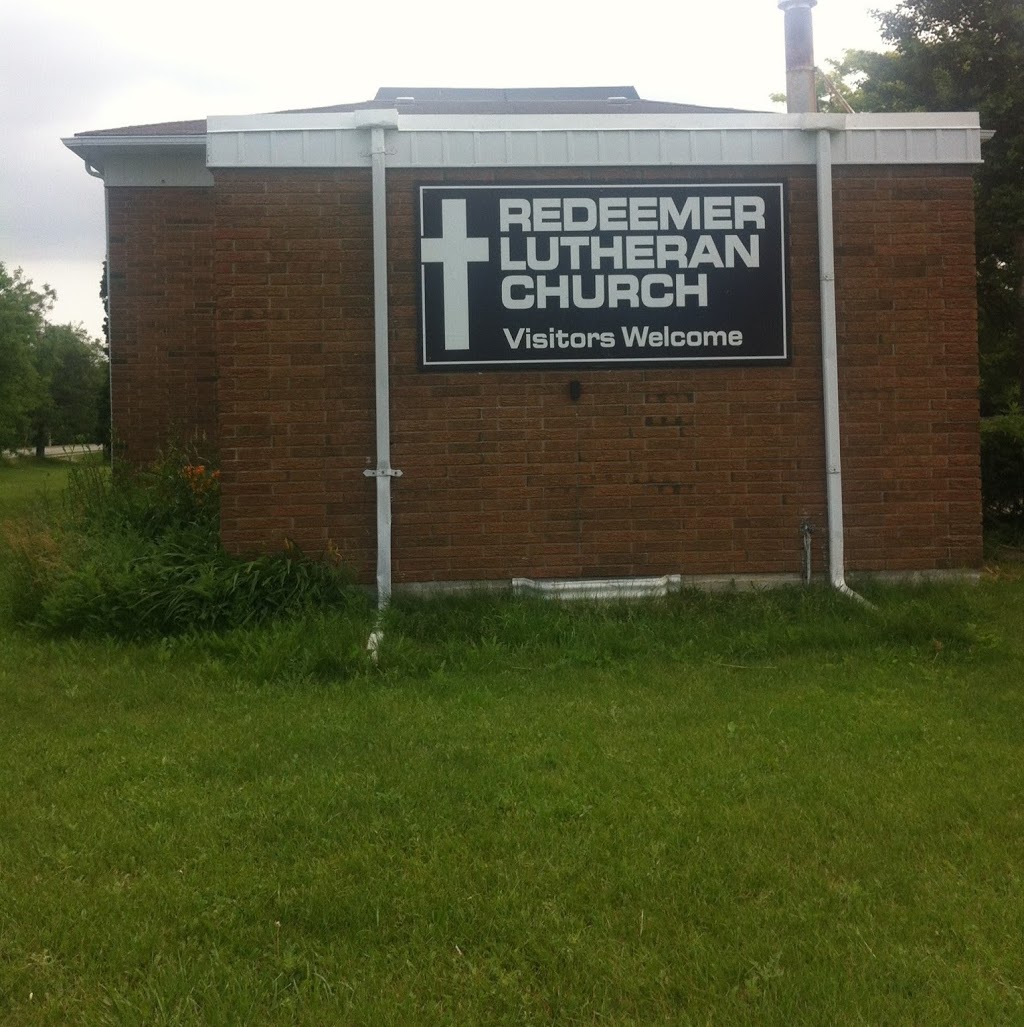 REDEEMER
LUTHERAN
CHURCH
Visitors Welcome